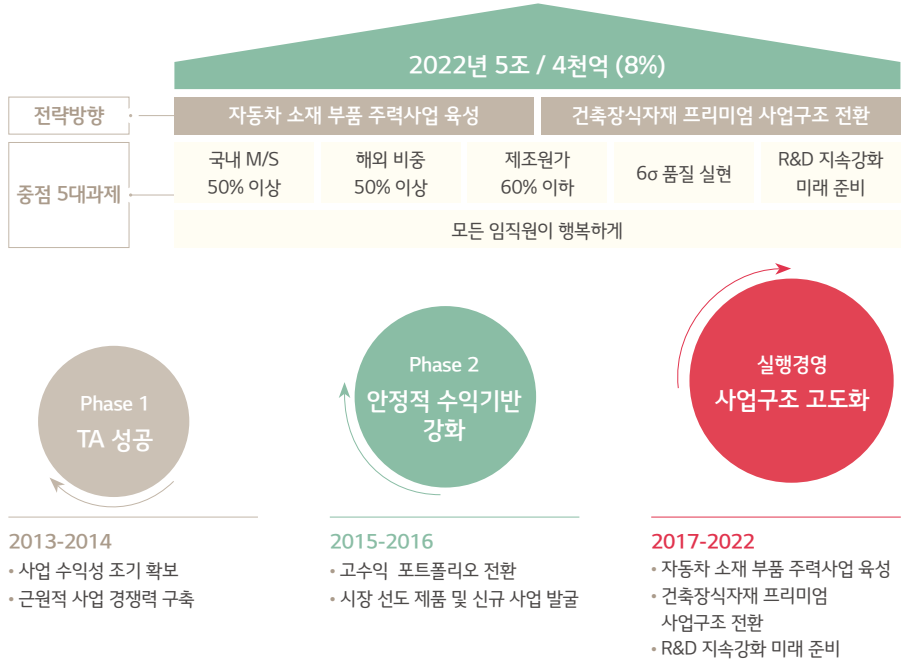 2022년 5조 / 4천억 (8%)
전략방향
자동차 소재 부품 주력사업 육성
건축장식자재 프리미엄 사업구조 전환
중점 5대과제
국내 M/S
50% 이상
해외 비중
50% 이상
제조원가
60% 이하
6σ 품질 실현
R&D 지속강화
미래 준비
모든 임직원이 행복하게
Phase 1
TA 성공
Phase 2
안정적 수익기반
강화
실행경영
사업구조 고도화
2013-2014
• 사업 수익성 조기 확보
• 근원적 사업 경쟁력 구축
2015-2016
• 고수익 포트폴리오 전환
• 시장 선도 제품 및 신규 사업 발굴
2017-2022
• 자동차 소재 부품 주력사업 육성
• 건축장식자재 프리미엄
사업구조 전환
• R&D 지속강화 미래 준비